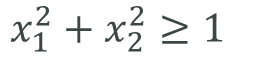 x₁² + x₂² ≥ 1